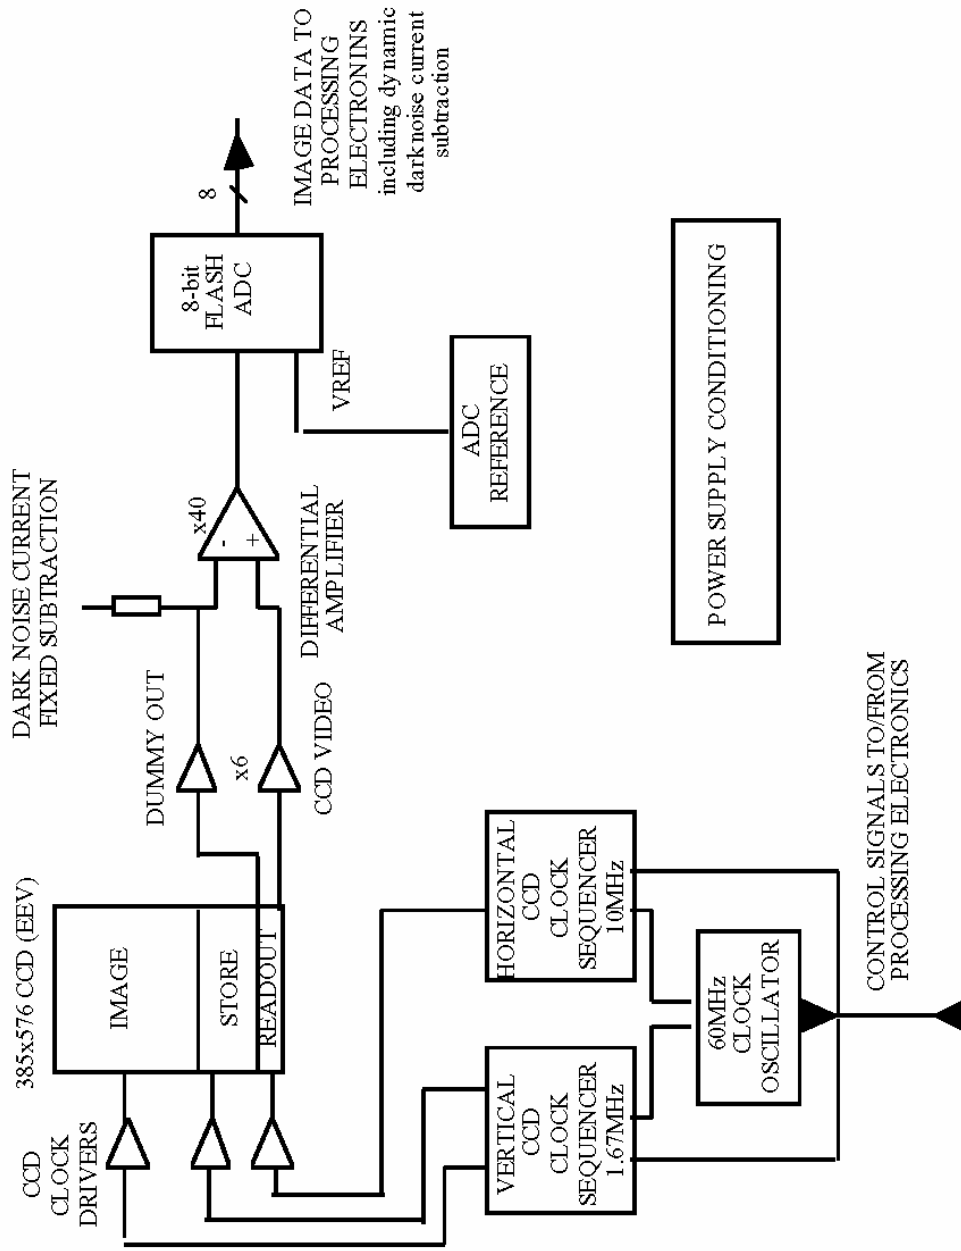 CCD
CLOCK
DRIVERS
385x576 CCD (EEV)
IMAGE
STORE
READOUT
DUMMY OUT
x6
CCD VIDEO
DARK NOISE CURRENT
FIXED SUBTRACTION
x40
-
+
DIFFERENTIAL
AMPLIFIER
8-bit
FLASH
ADC
8
IMAGE DATA TO
PROCESSING
ELECTRONINS
including dynamic
darknoise current
subtraction
VREF
ADC
REFERENCE
VERTICAL
CCD
CLOCK
SEQUENCER
1.67MHz
HORIZONTAL
CCD
CLOCK
SEQUENCER
10MHz
60MHz
CLOCK
OSCILLATOR
POWER SUPPLY CONDITIONING
CONTROL SIGNALS TO/FROM
PROCESSING ELECTRONICS